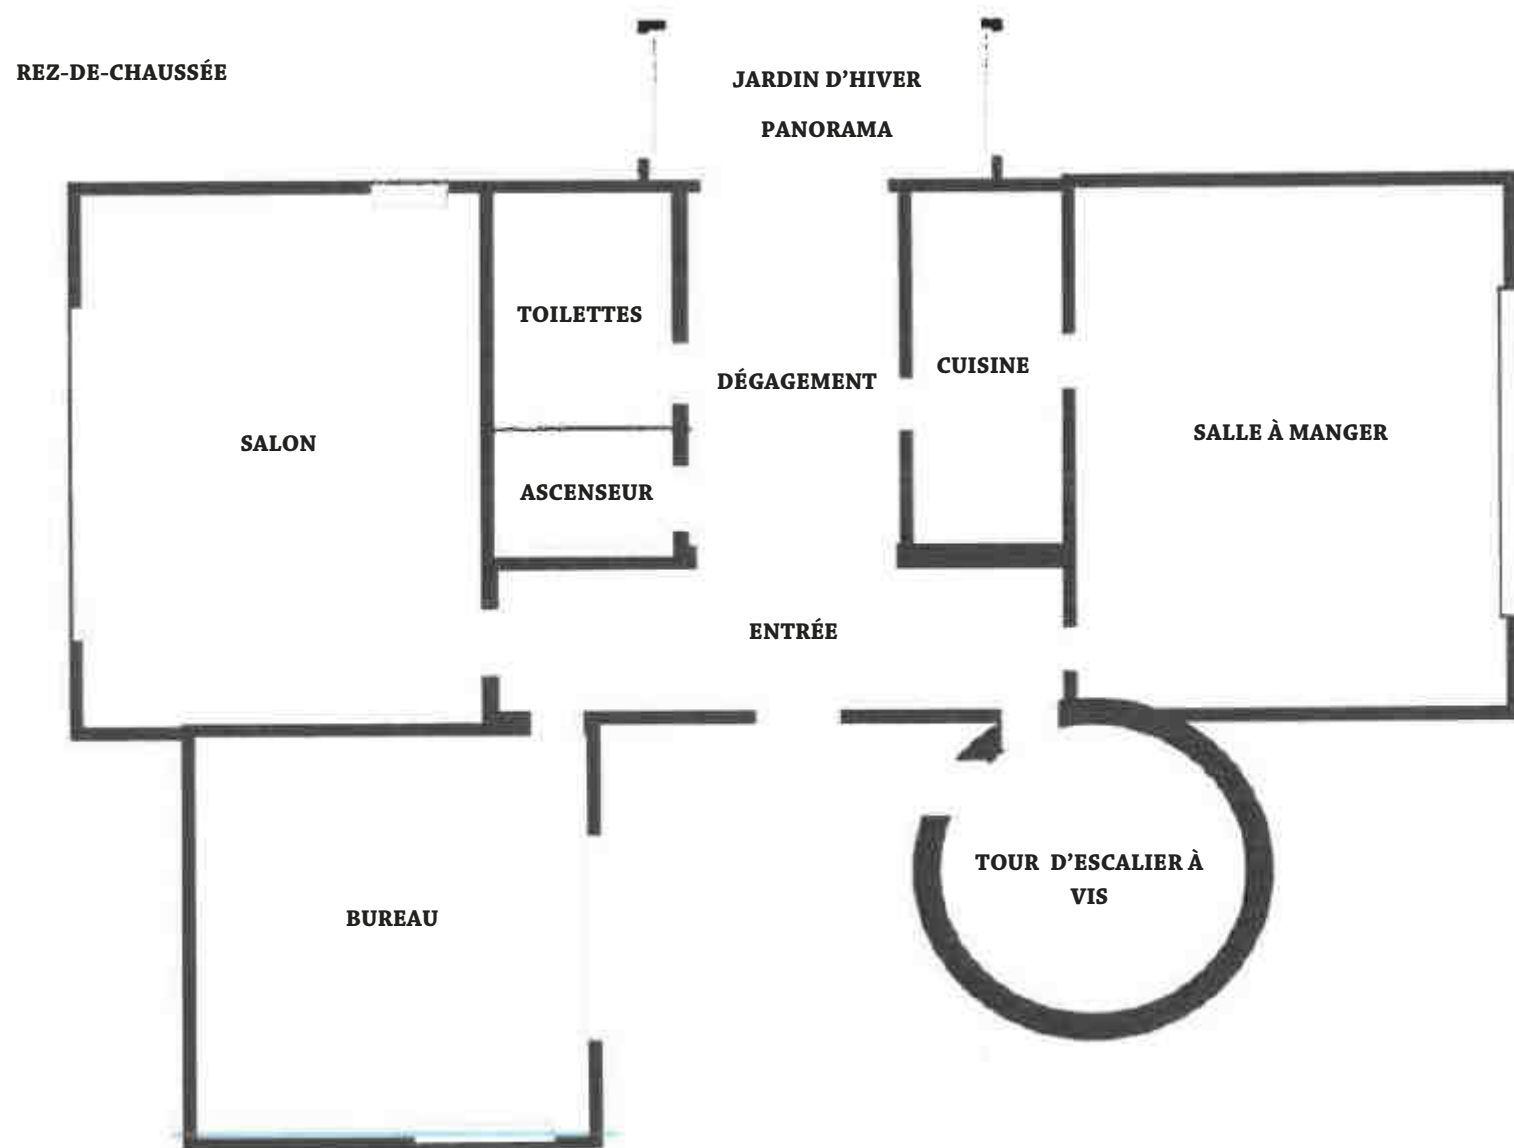 REZ-DE-CHAUSSÉE
JARDIN D’HIVER
PANORAMA
TOILETTES
DÉGAGEMENT
CUISINE
SALON
SALLE À MANGER
ASCENSEUR
ENTRÉE
TOUR D’ESCALIER À
VIS
BUREAU